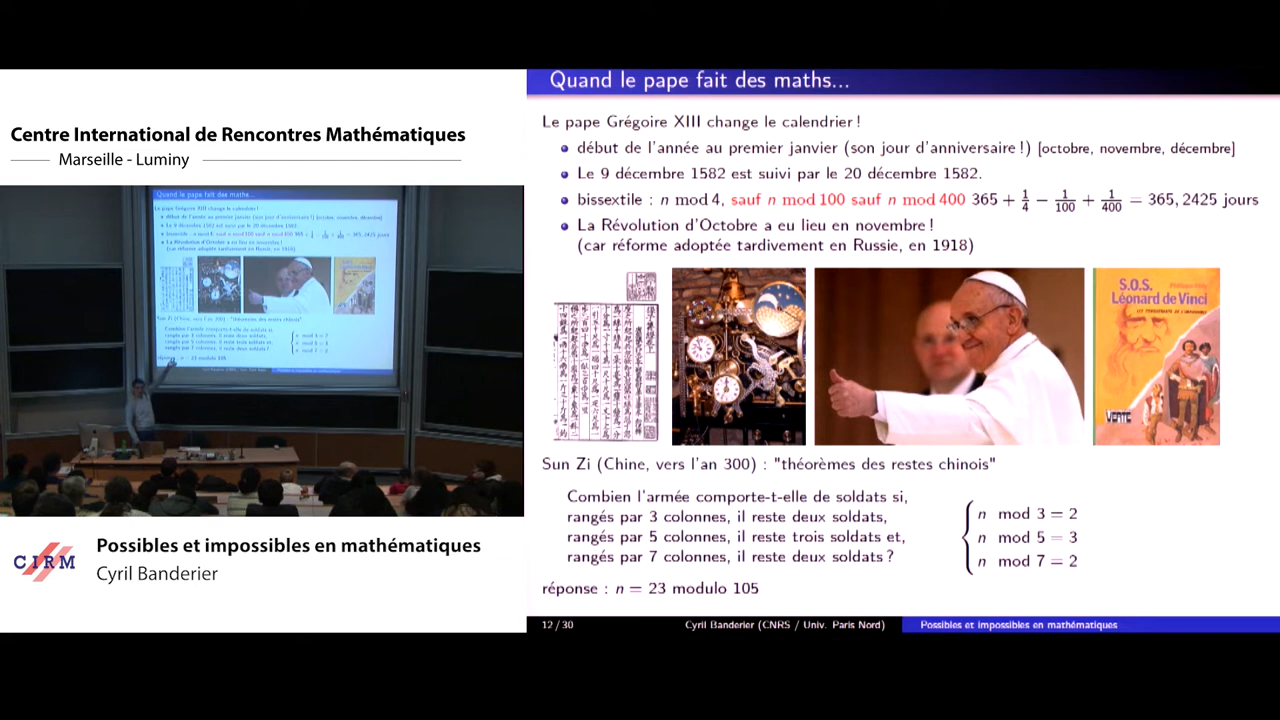 Centre International de Rencontres Mathématiques
Marseille - Luminy
CIRM
Possibles et impossibles en mathématiques
Cyril Banderier
Quand le pape fait des maths...
Le pape Grégoire XIII change le calendrier !
début de l'année au premier janvier (son jour d'anniversaire !) [octobre, novembre, décembre]
Le 9 décembre 1582 est suivi par le 20 décembre 1582.
bissextile : n mod 4, sauf n mod 100 sauf n mod 400 365 + 1/4 − 1/100 + 1/400 = 365, 2425 jours
La Révolution d'Octobre a eu lieu en novembre !
(car réforme adoptée tardivement en Russie, en 1918)
S.O.S.
Léonard de Vinci
VERTE
Sun Zi (Chine, vers l'an 300) : "théorèmes des restes chinois"
Combien l'armée comporte-t-elle de soldats si,
rangés par 3 colonnes, il reste deux soldats,
rangés par 5 colonnes, il reste trois soldats et,
rangés par 7 colonnes, il reste deux soldats ?
n mod 3 = 2
n mod 5 = 3
n mod 7 = 2
réponse : n = 23 modulo 105
12 / 30
Cyril Banderier (CNRS / Univ. Paris Nord)
Possibles et impossibles en mathématiques